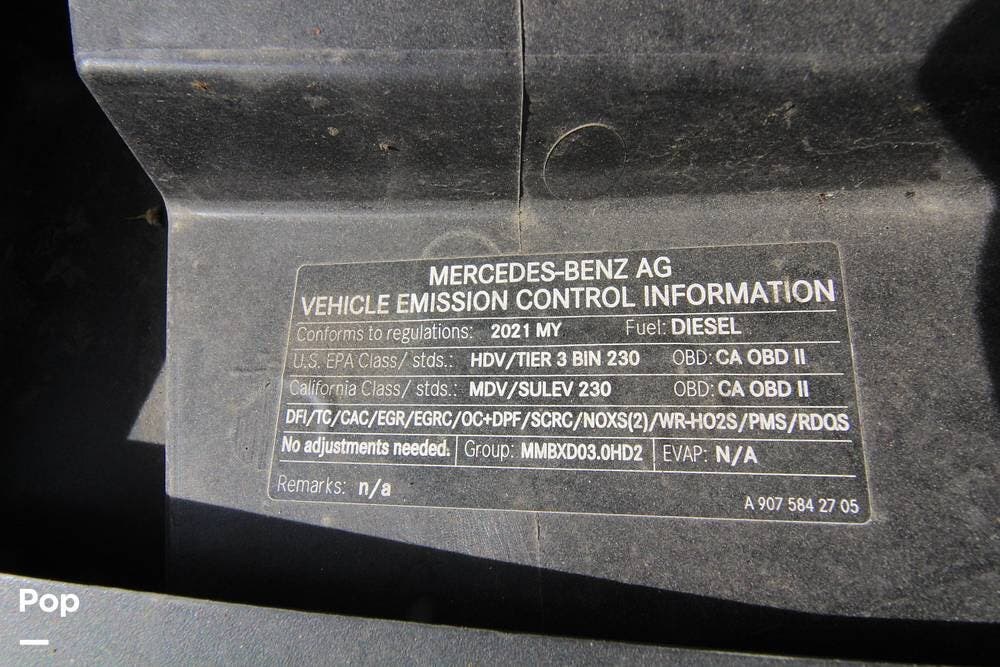 MERCEDES-BENZ AG
VEHICLE EMISSION CONTROL INFORMATION
Conforms to regulations: 2021 MY Fuel: DIESEL
U.S. EPA Class/ stds.: HDV/TIER 3 BIN 230 OBD: CA OBD II
California Class/ stds.: MDV/SULEV 230 OBD: CA OBD II
DFI/TC/CAC/EGR/EGRC/OC+DPF/SCRC/NOXS(2)/WR-HO2S/PMS/RDQS
No adjustments needed. Group: MMBXD03.0HD2 EVAP: N/A
Remarks: n/a
A 907 584 27 05
Pop